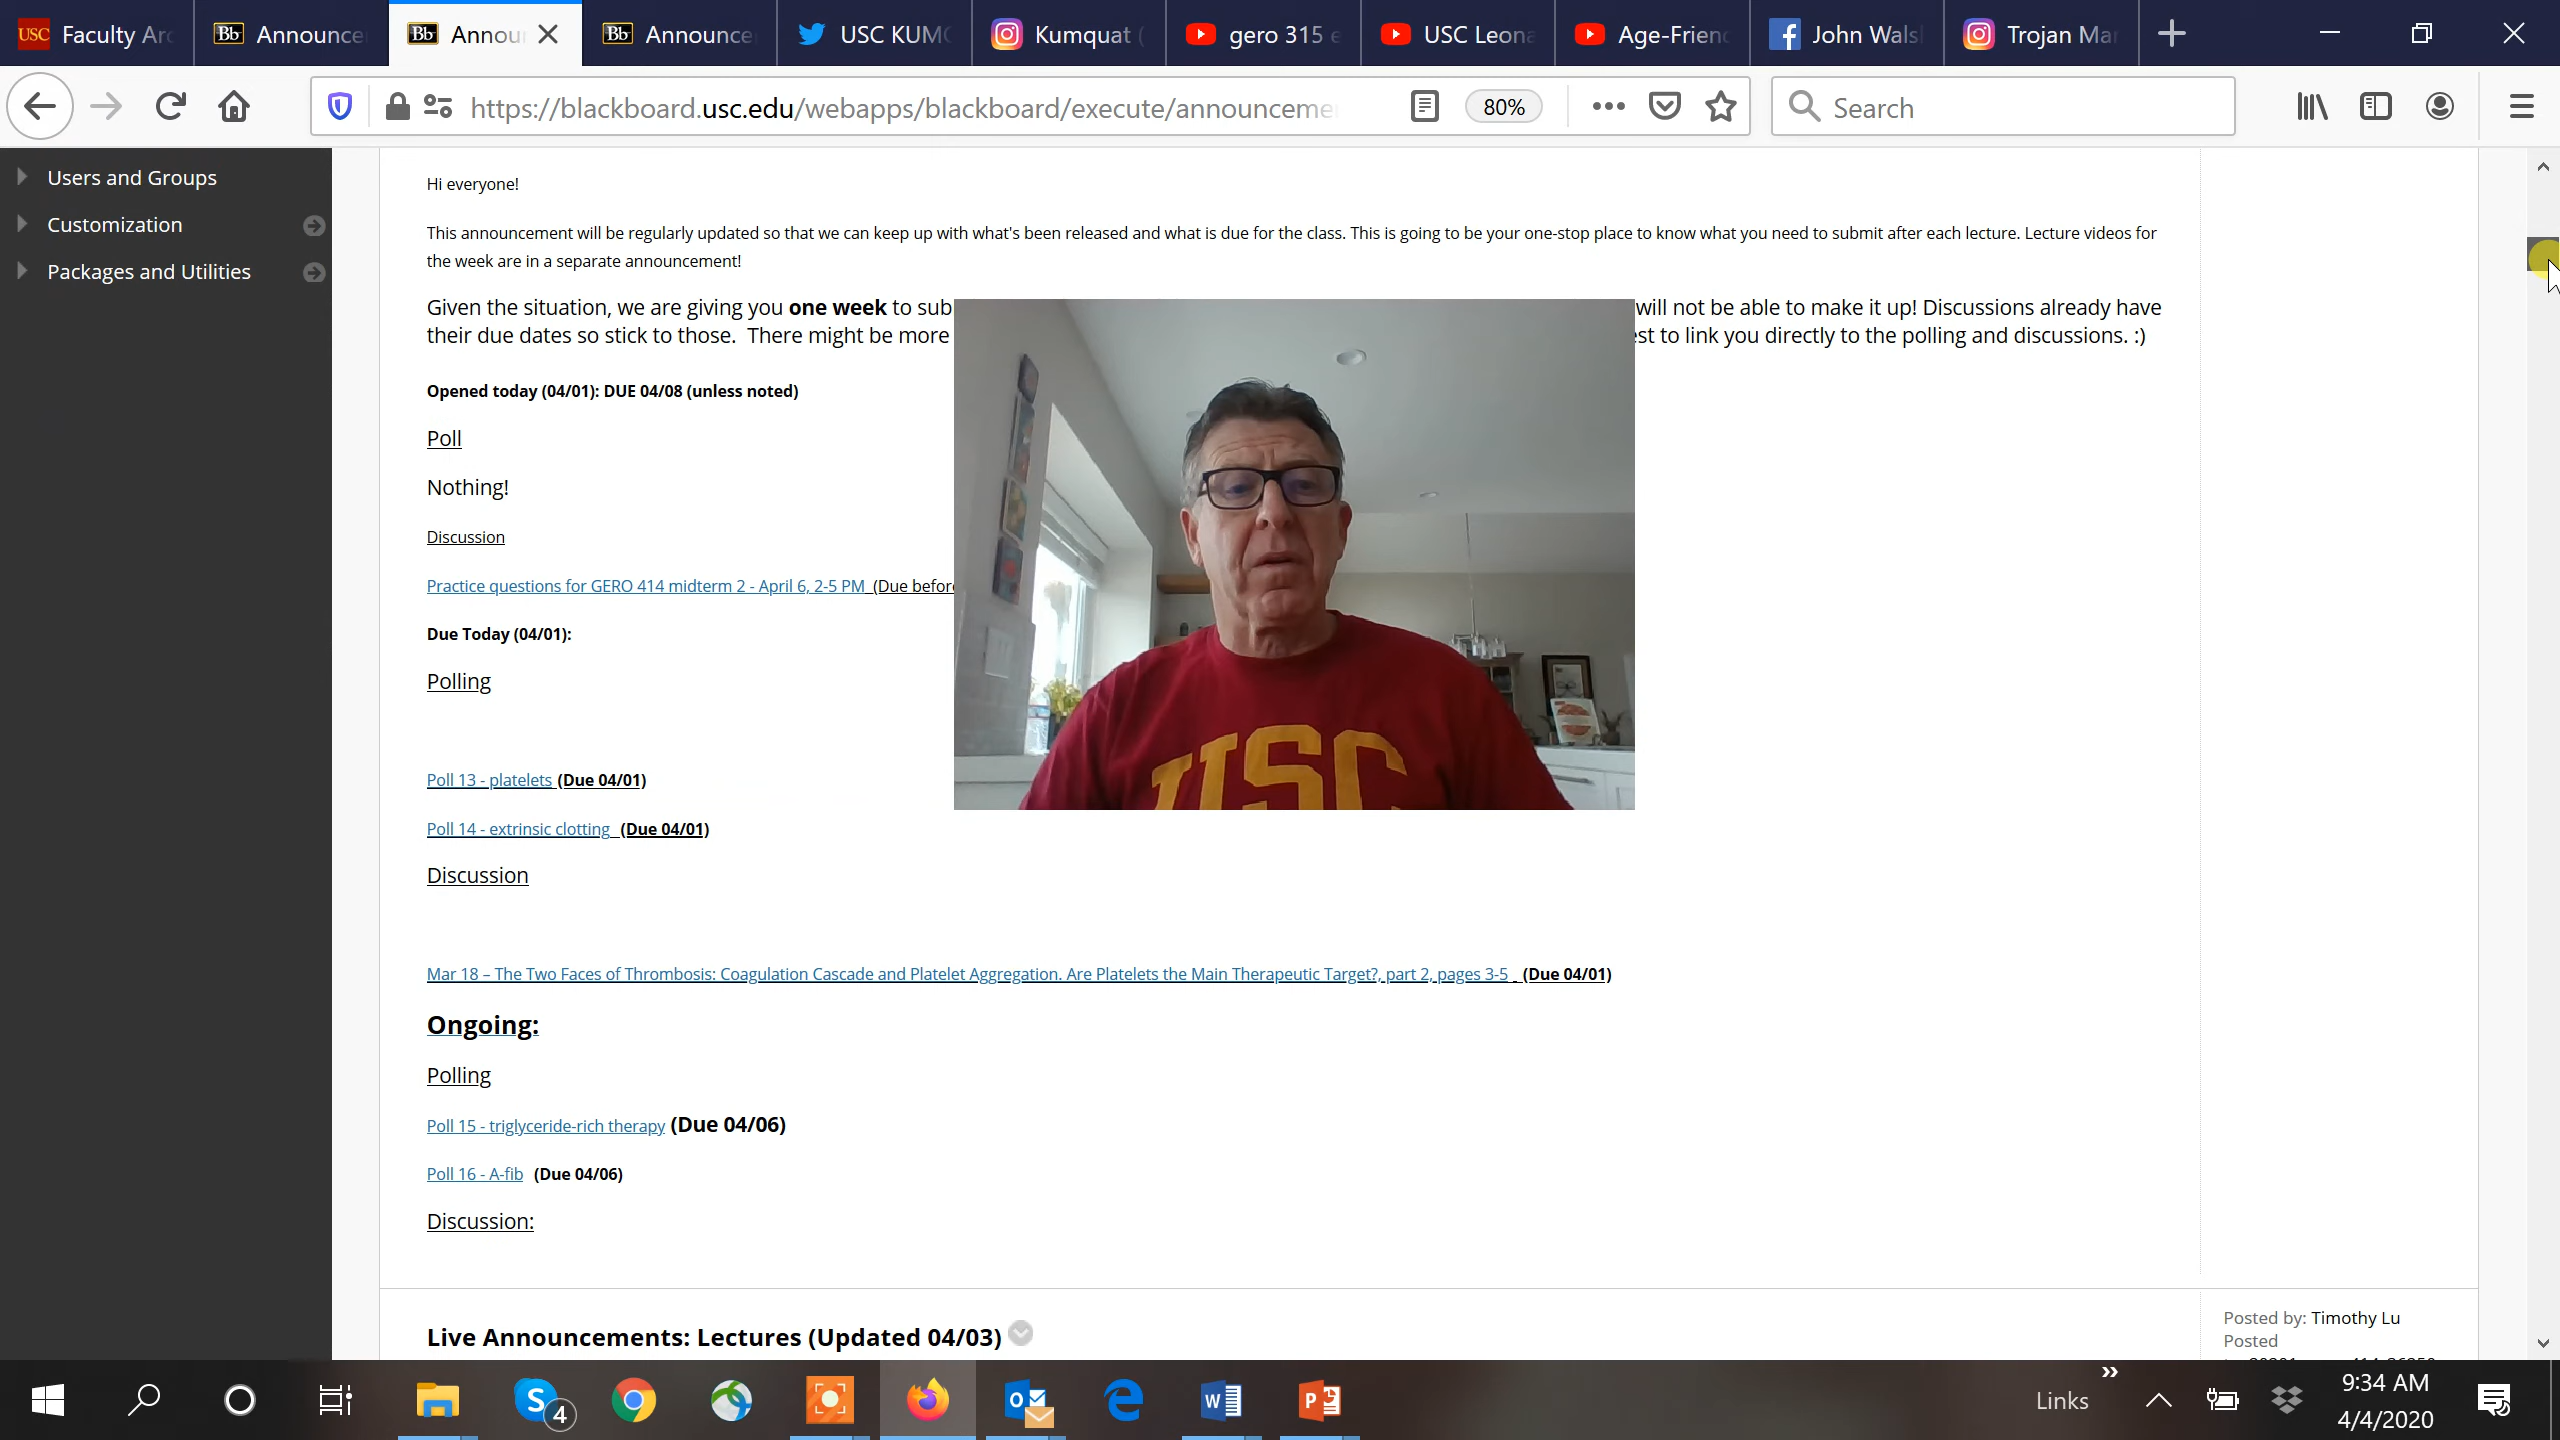 Faculty Arc
Announce
Annou
Announce
USC KUM
Kumquat (
gero 315 e
USC Leona
Age-Frien
John Wals
Trojan Ma
https://blackboard.usc.edu/webapps/blackboard/execute/announceme
80%
Search
Users and Groups
Customization
Packages and Utilities
Hi everyone!
This announcement will be regularly updated so that we can keep up with what's been released and what is due for the class. This is going to be your one-stop place to know what you need to submit after each lecture. Lecture videos for
the week are in a separate announcement!
Given the situation, we are giving you one week to sub will not be able to make it up! Discussions already have
their due dates so stick to those. There might be more st to link you directly to the polling and discussions. :)
Opened today (04/01): DUE 04/08 (unless noted)
Poll
Nothing!
Discussion
Practice questions for GERO 414 midterm 2 - April 6, 2-5 PM (Due befor
Due Today (04/01):
Polling
Poll 13 - platelets (Due 04/01)
Poll 14 - extrinsic clotting (Due 04/01)
Discussion
Mar 18 – The Two Faces of Thrombosis: Coagulation Cascade and Platelet Aggregation. Are Platelets the Main Therapeutic Target?, part 2, pages 3-5 (Due 04/01)
Ongoing:
Polling
Poll 15 - triglyceride-rich therapy (Due 04/06)
Poll 16 - A-fib (Due 04/06)
Discussion:
Live Announcements: Lectures (Updated 04/03)
Posted by: Timothy Lu
Posted
USC
4
Links
9:34 AM
4/4/2020